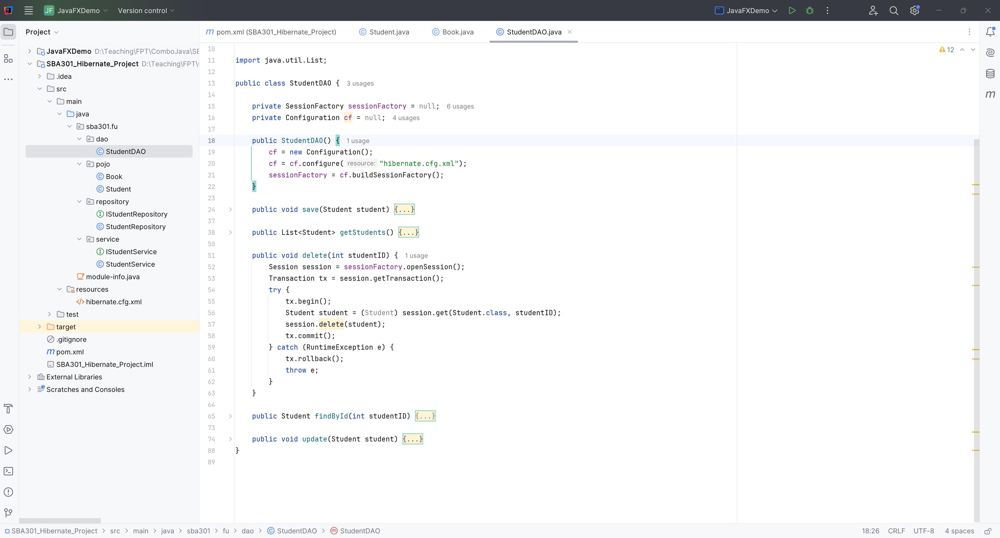 JF JavaFXDemo Version control JavaFXDemo
Project
pom.xml (SBA301_Hibernate_Project) Student.java Book.java StudentDAO.java
JavaFXDemo D:\Teaching\FPT\ComboJava\SE
SBA301_Hibernate_Project D:\Teaching\FPT\
.idea
src
main
java
sba301.fu
dao
StudentDAO
pojo
Book
Student
repository
IStudentRepository
StudentRepository
service
IStudentService
StudentService
module-info.java
resources
hibernate.cfg.xml
test
target
.gitignore
pom.xml
SBA301_Hibernate_Project.iml
External Libraries
Scratches and Consoles
12
10
11 import java.util.List;
12
13 public class StudentDAO { 3 usages
14
15 private SessionFactory sessionFactory = null; 6 usages
16 private Configuration cf = null; 4 usages
17
18 public StudentDAO() { 1 usage
19 cf = new Configuration();
20 cf = cf.configure( resource: "hibernate.cfg.xml");
21 sessionFactory = cf.buildSessionFactory();
22 }
23
24 public void save(Student student) {...}
37
38 public List<Student> getStudents() {...}
50
51 public void delete(int studentID) { 1 usage
52 Session session = sessionFactory.openSession();
53 Transaction tx = session.getTransaction();
54 try {
55 tx.begin();
56 Student student = (Student) session.get(Student.class, studentID);
57 session.delete(student);
58 tx.commit();
59 } catch (RuntimeException e) {
60 tx.rollback();
61 throw e;
62 }
63 }
64
65 public Student findById(int studentID) {...}
73
74 public void update(Student student) {...}
88 }
89
SBA301_Hibernate_Project > src > main > java > sba301 > fu > dao > StudentDAO > StudentDAO 18:26 CRLF UTF-8 4 spaces